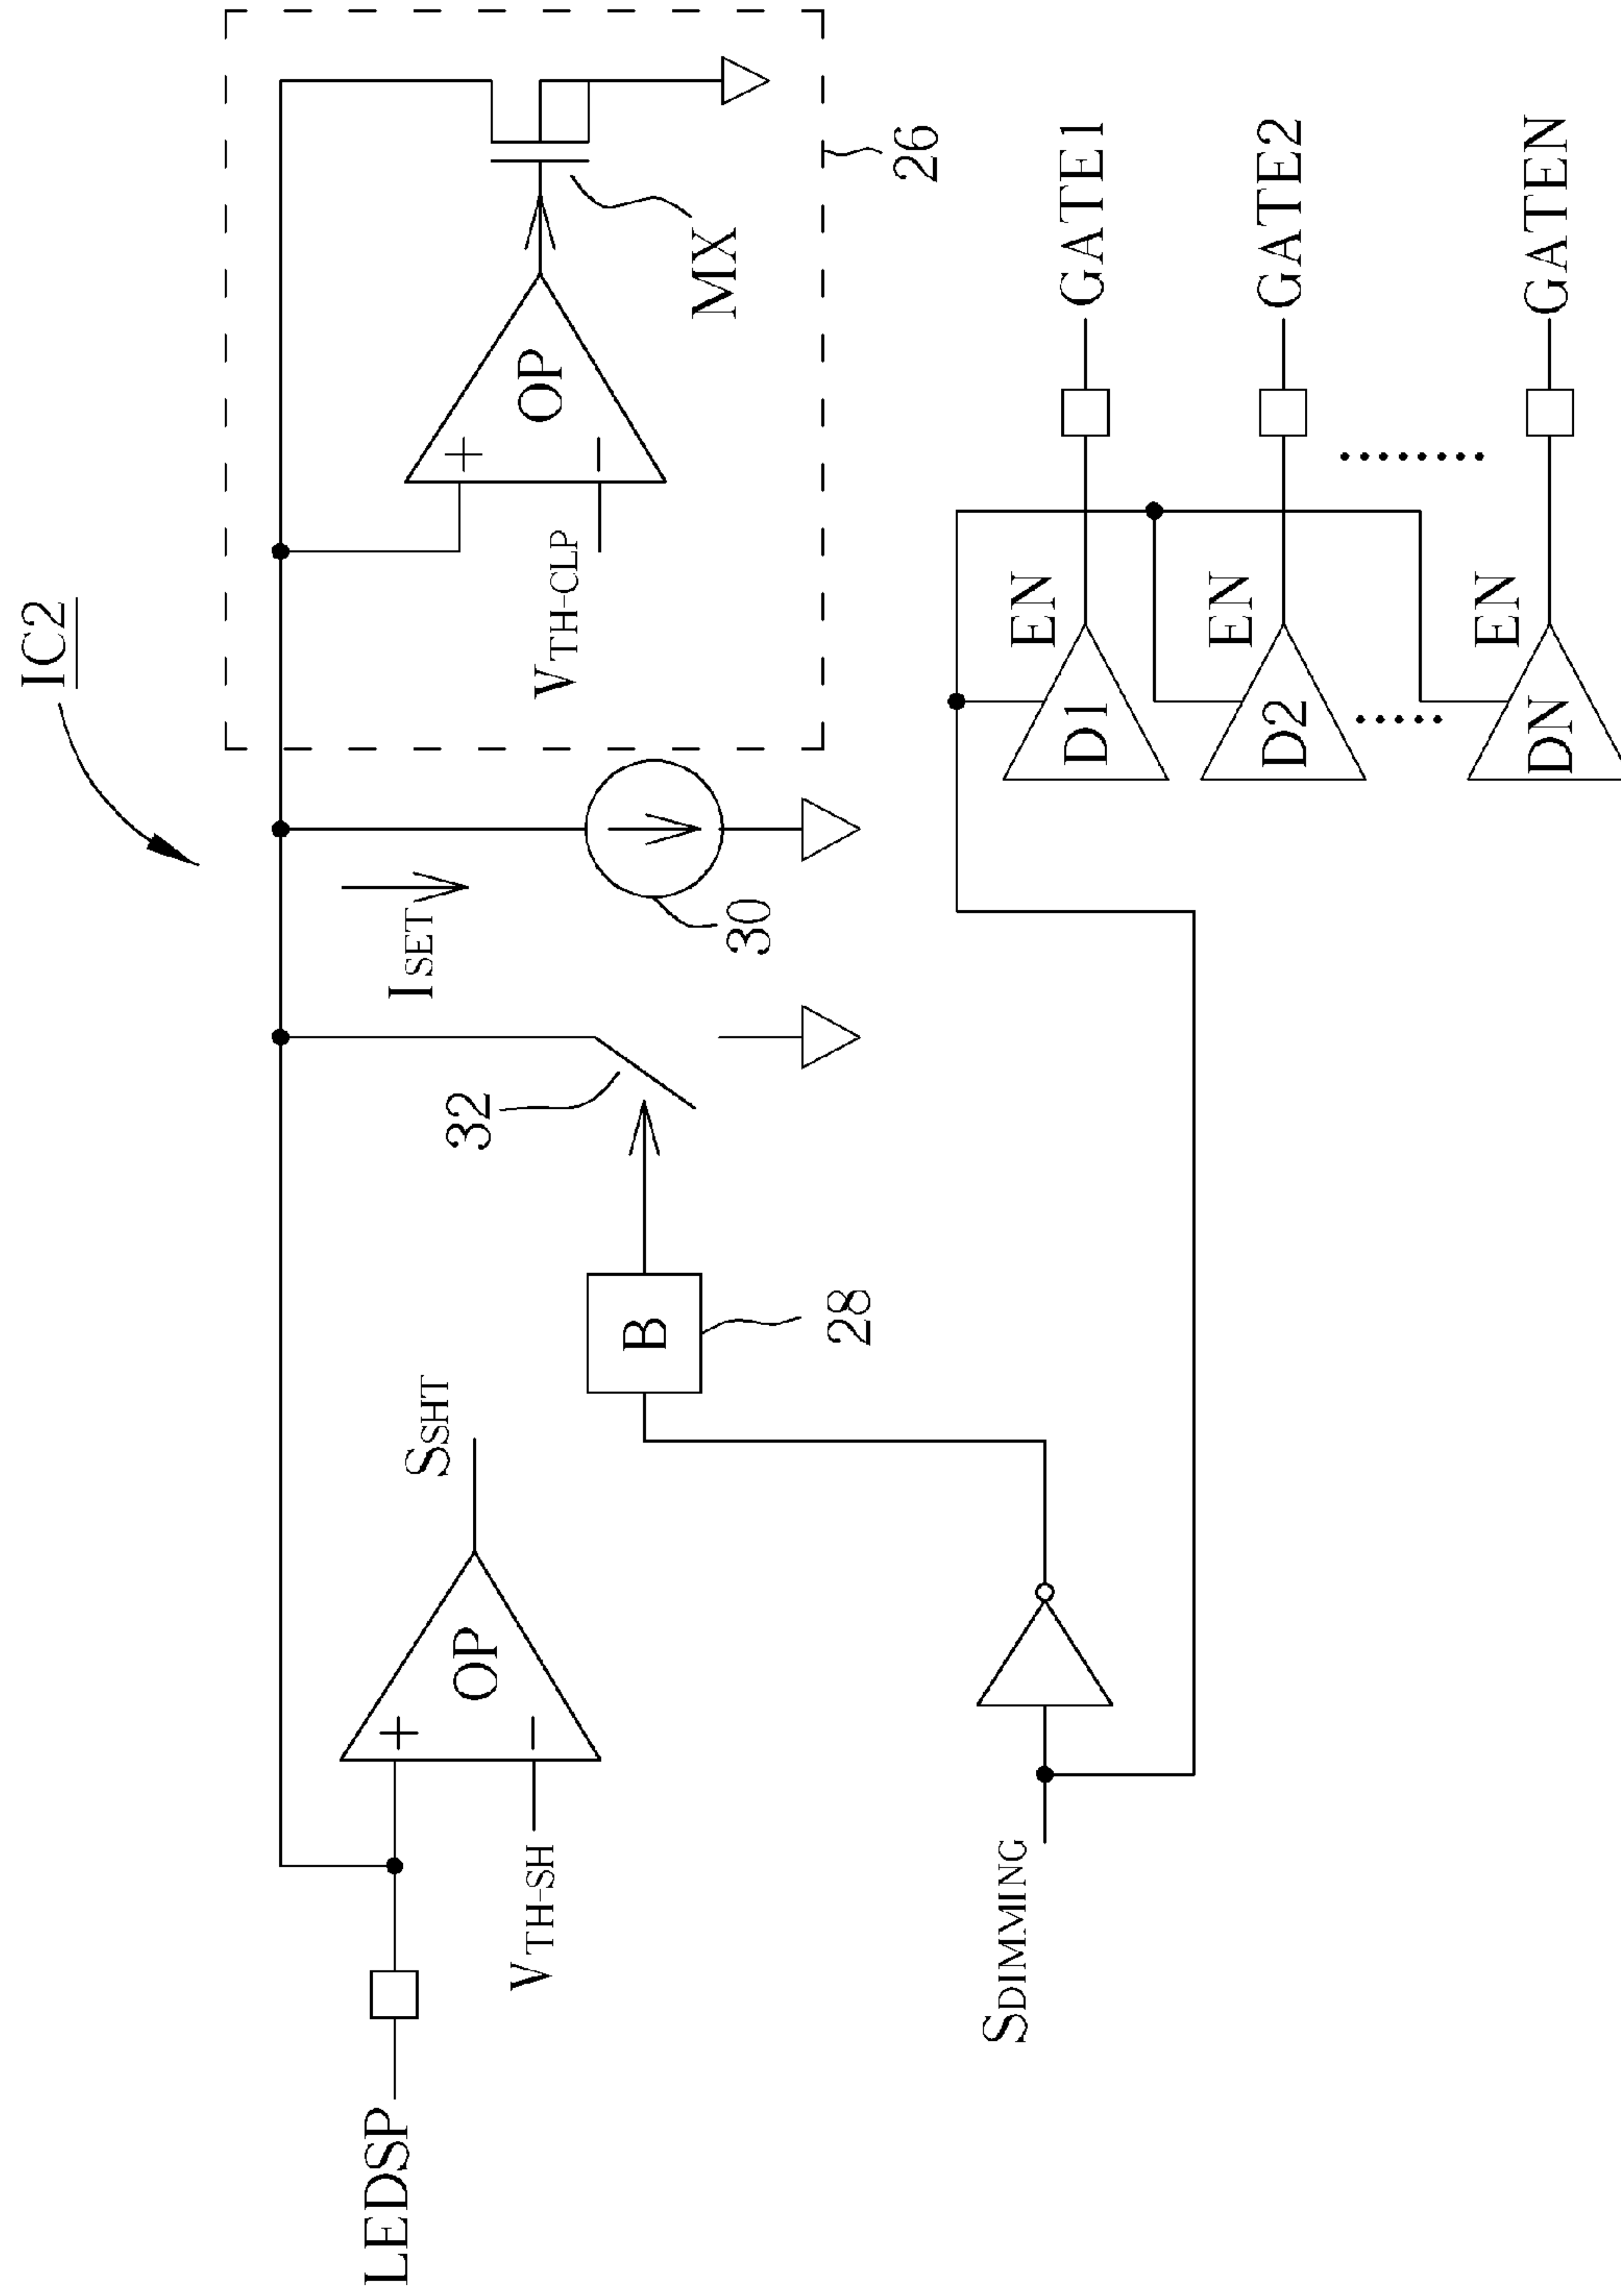 IC2
LEDSP
VTH-SH
+
−
OP
SSHT
ISET
30
32
B
28
VTH-CLP
+
−
OP
MX
26
SDIMMING
D1
EN
GATE1
D2
EN
GATE2
DN
EN
GATEN